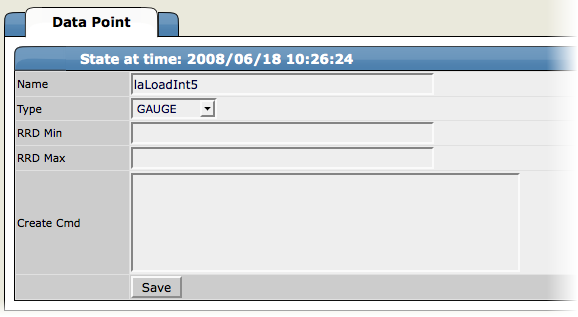 Data Point
State at time: 2008/06/18 10:26:24
Name laLoadInt5
Type GAUGE
RRD Min
RRD Max
Create Cmd
Save